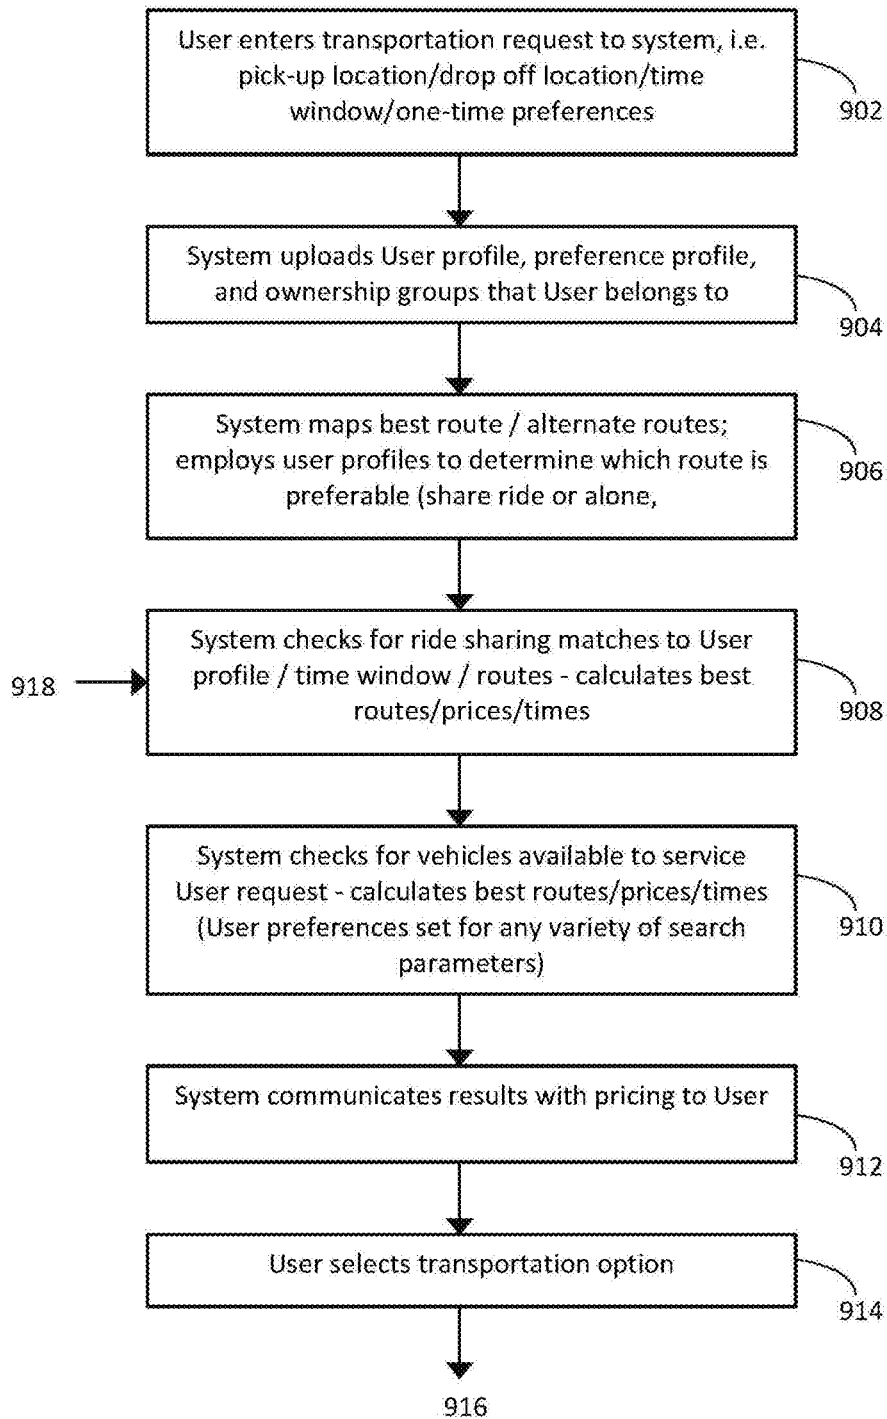 User enters transportation request to system, i.e.
pick-up location/drop off location/time
window/one-time preferences
902
System uploads User profile, preference profile,
and ownership groups that User belongs to
904
System maps best route / alternate routes;
employs user profiles to determine which route is
preferable (share ride or alone,
906
System checks for ride sharing matches to User
profile / time window / routes - calculates best
routes/prices/times
918
908
System checks for vehicles available to service
User request - calculates best routes/prices/times
(User preferences set for any variety of search
parameters)
910
System communicates results with pricing to User
912
User selects transportation option
914
916